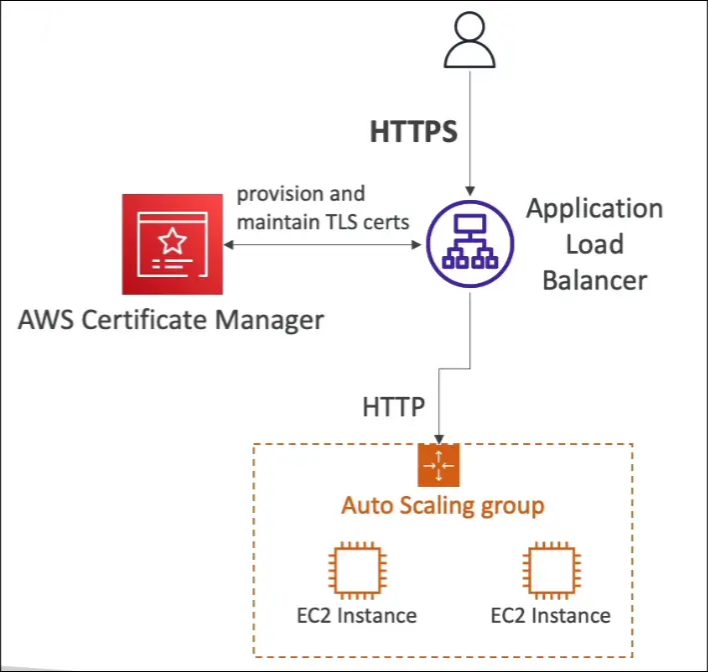 HTTPS
provision and
maintain TLS certs
Application
Load
Balancer
AWS Certificate Manager
HTTP
Auto Scaling group
EC2 Instance
EC2 Instance